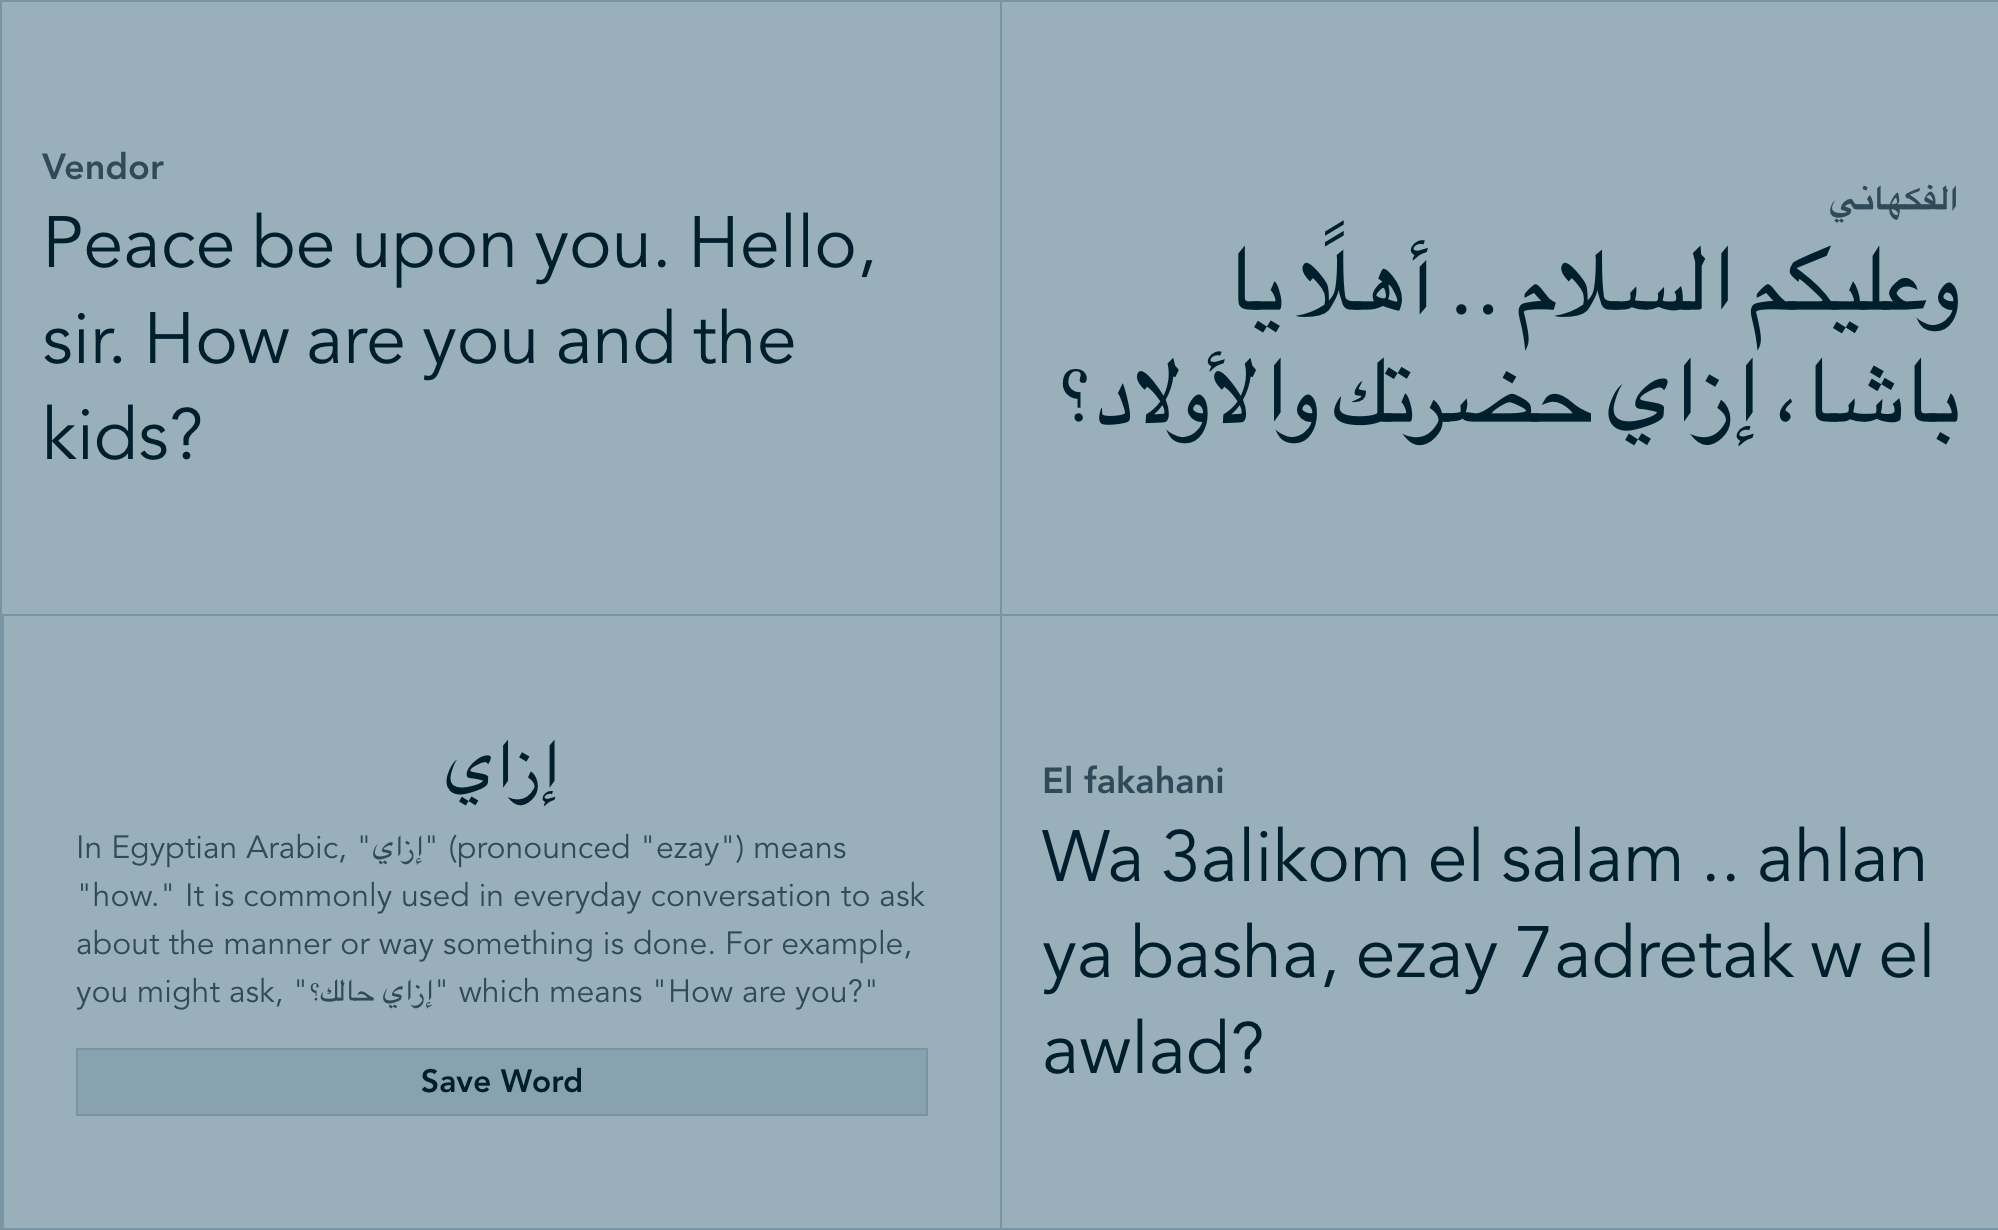 Vendor
Peace be upon you. Hello,
sir. How are you and the
kids?
الفكهاني
وعليكم السلام .. أهلًا يا
باشا، إزاي حضرتك والأولاد؟
إزاي
In Egyptian Arabic, "إزاي" (pronounced "ezay") means
"how." It is commonly used in everyday conversation to ask
about the manner or way something is done. For example,
you might ask, "إزاي حالك؟" which means "How are you?"
Save Word
El fakahani
Wa 3alikom el salam .. ahlan
ya basha, ezay 7adretak w el
awlad?